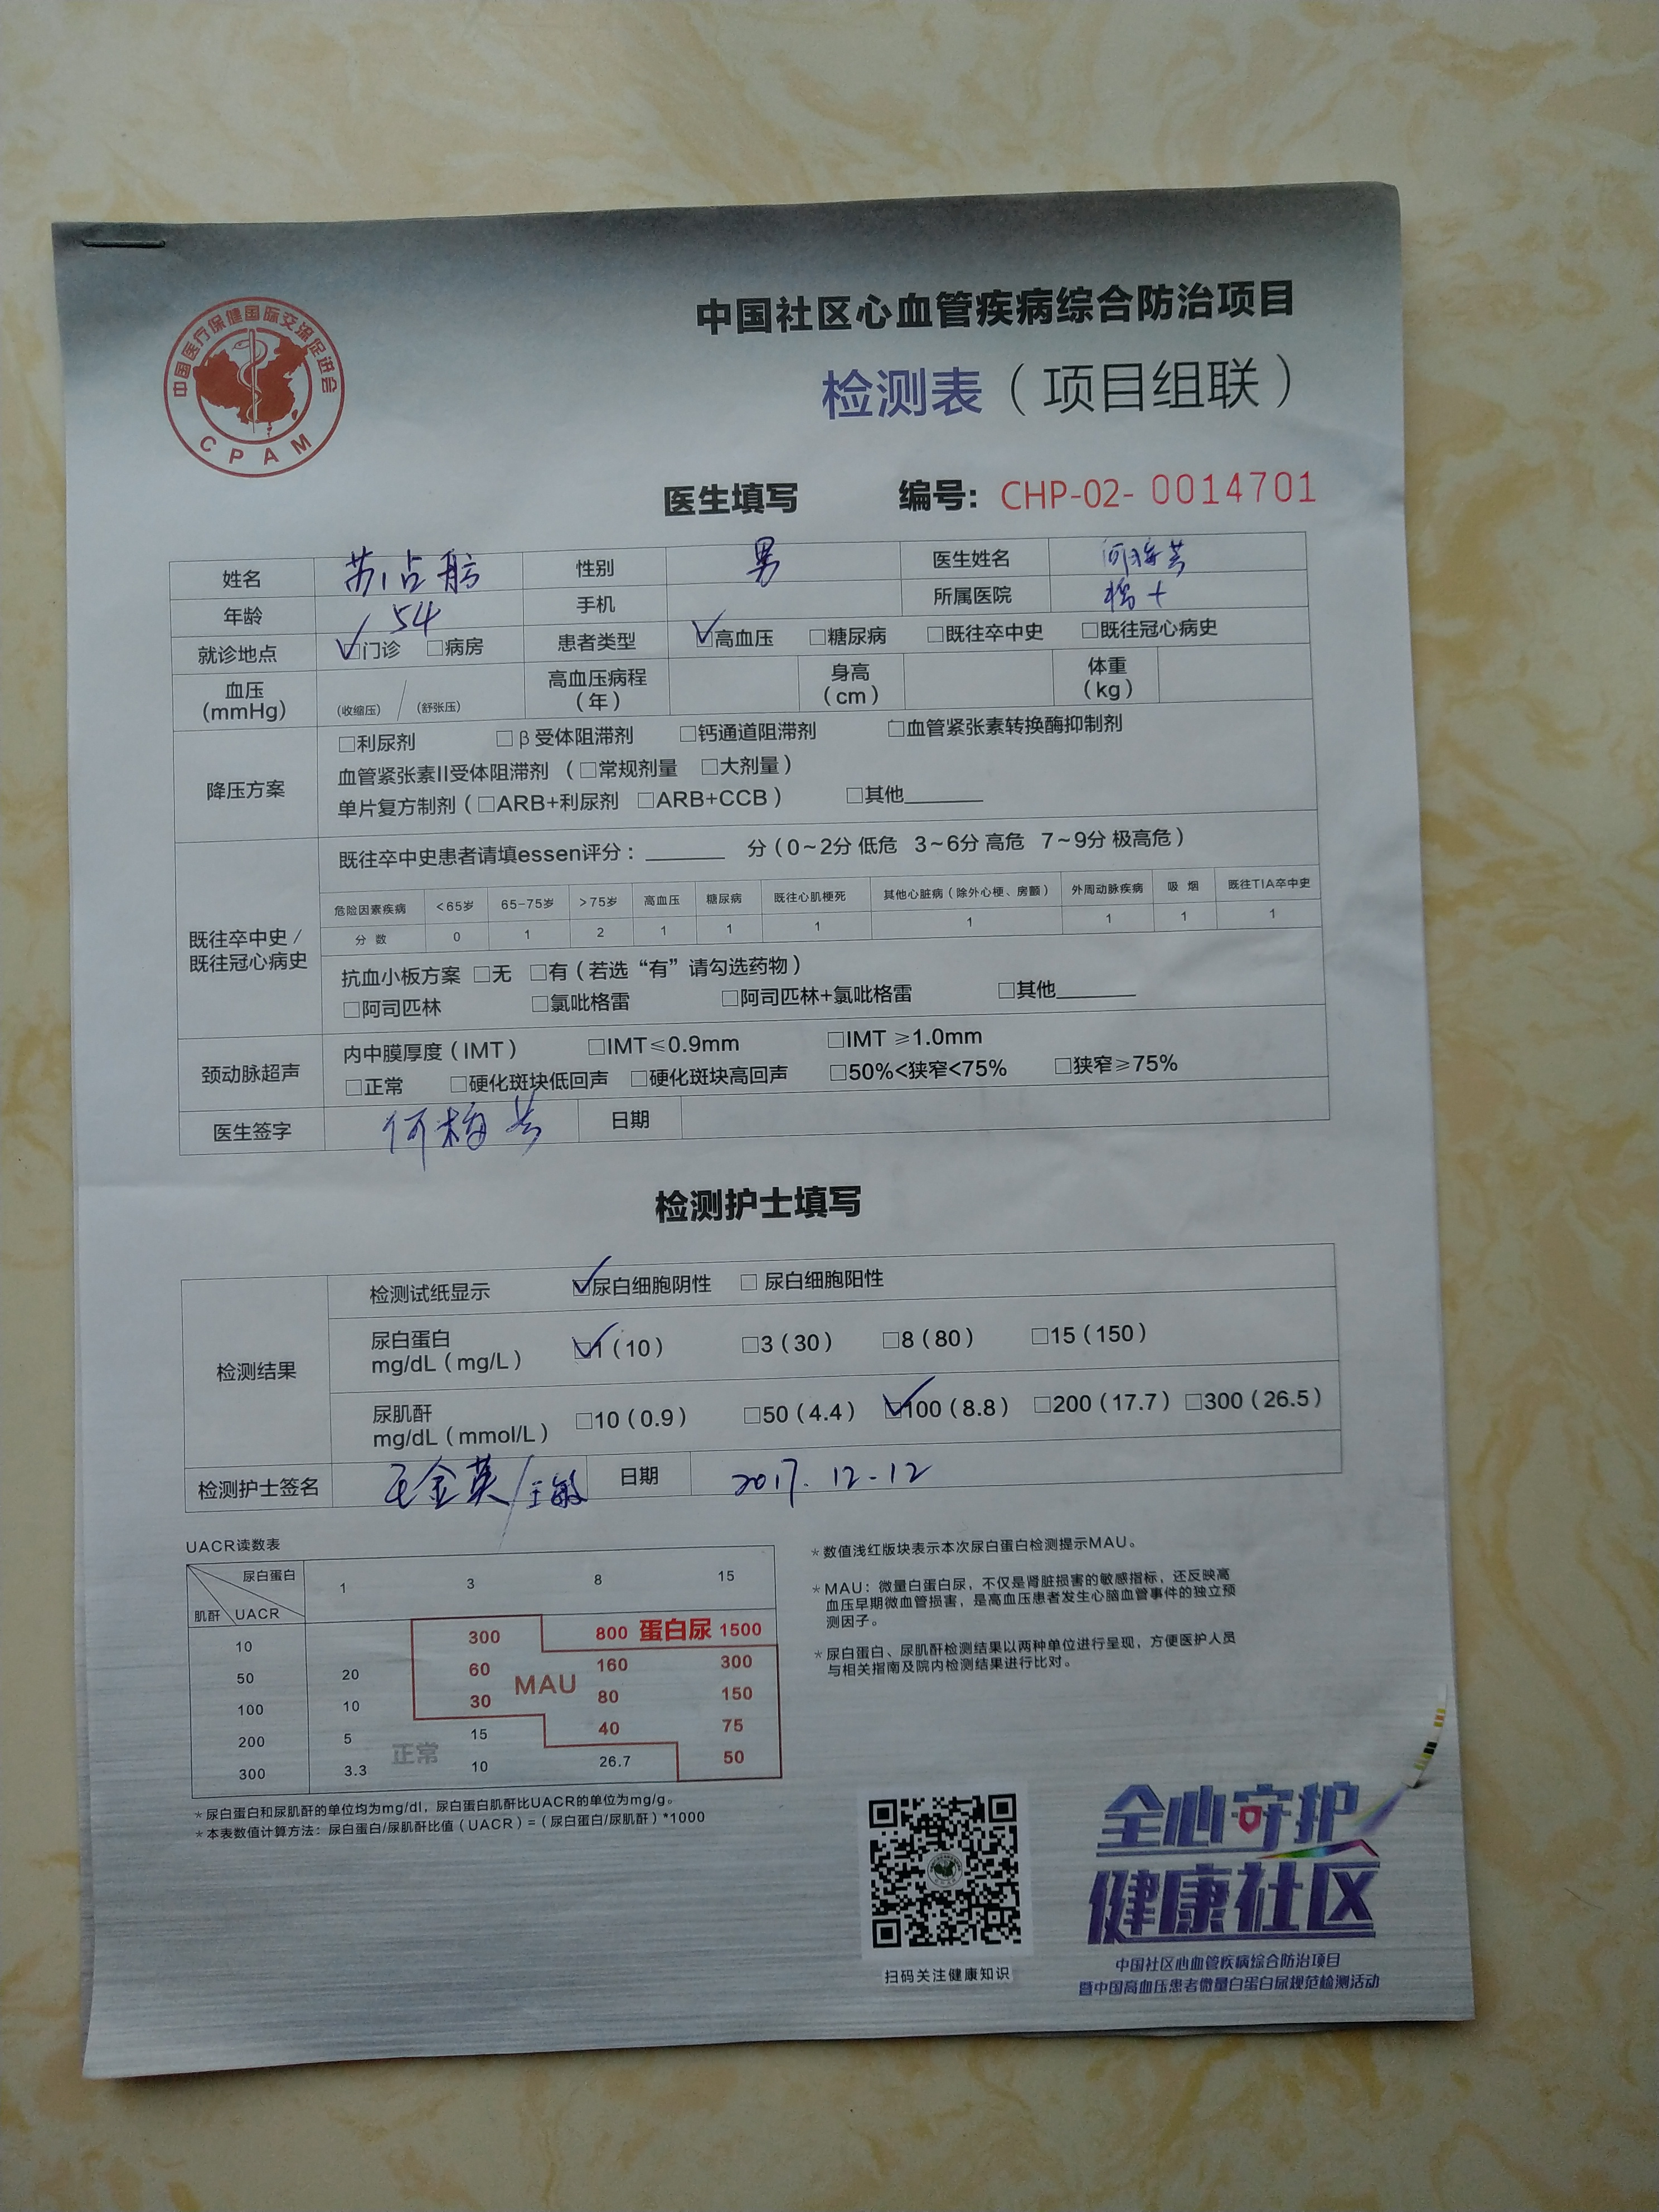 中国医疗保健国际交流促进会
CPAM
中国社区心血管疾病综合防治项目
检测表（项目组联）
医生填写 编号：CHP-02-0014701
姓名 苏占舫 性别 男 医生姓名
年龄 54 手机 所属医院
就诊地点 ☑门诊 □病房 患者类型 ☑高血压 □糖尿病 □既往卒中史 □既往冠心病史
血压(mmHg) (收缩压) / (舒张压) 高血压病程(年) 身高(cm) 体重(kg)
降压方案 □利尿剂 □β受体阻滞剂 □钙通道阻滞剂 □血管紧张素转换酶抑制剂
血管紧张素II受体阻滞剂（□常规剂量 □大剂量）
单片复方制剂（□ARB+利尿剂 □ARB+CCB） □其他______
既往卒中史/既往冠心病史
既往卒中史患者请填essen评分：______ 分（0~2分 低危 3~6分 高危 7~9分 极高危）
危险因素疾病 <65岁 65-75岁 >75岁 高血压 糖尿病 既往心肌梗死 其他心脏病（除外心梗、房颤） 外周动脉疾病 吸 烟 既往TIA卒中史
分 数 0 1 2 1 1 1 1 1 1 1
抗血小板方案 □无 □有（若选“有”请勾选药物）
□阿司匹林 □氯吡格雷 □阿司匹林+氯吡格雷 □其他______
颈动脉超声 内中膜厚度（IMT） □IMT≤0.9mm □IMT ≥1.0mm
□正常 □硬化斑块低回声 □硬化斑块高回声 □50%<狭窄<75% □狭窄≥75%
医生签字 何梅芳 日期
检测护士填写
检测结果 检测试纸显示 ☑尿白细胞阴性 □ 尿白细胞阳性
尿白蛋白 mg/dL（mg/L） ☑1（10） □3（30） □8（80） □15（150）
尿肌酐 mg/dL（mmol/L） □10（0.9） □50（4.4） ☑100（8.8） □200（17.7） □300（26.5）
检测护士签名 王金英/王敏 日期 2017.12-12
UACR读数表
尿白蛋白 1 3 8 15
肌酐 UACR
10 300 800 蛋白尿 1500
50 20 60 160 300
MAU
100 10 30 80 150
200 5 15 40 75
正常
300 3.3 10 26.7 50
*尿白蛋白和尿肌酐的单位均为mg/dl，尿白蛋白肌酐比UACR的单位为mg/g。
*本表数值计算方法：尿白蛋白/尿肌酐比值（UACR）=（尿白蛋白/尿肌酐）*1000
*数值浅红版块表示本次尿白蛋白检测提示MAU。
*MAU：微量白蛋白尿，不仅是肾脏损害的敏感指标，还反映高
血压早期微血管损害，是高血压患者发生心脑血管事件的独立预
测因子。
*尿白蛋白、尿肌酐检测结果以两种单位进行呈现，方便医护人员
与相关指南及院内检测结果进行比对。
扫码关注健康知识
全心守护
健康社区
中国社区心血管疾病综合防治项目
暨中国高血压患者微量白蛋白尿规范检测活动